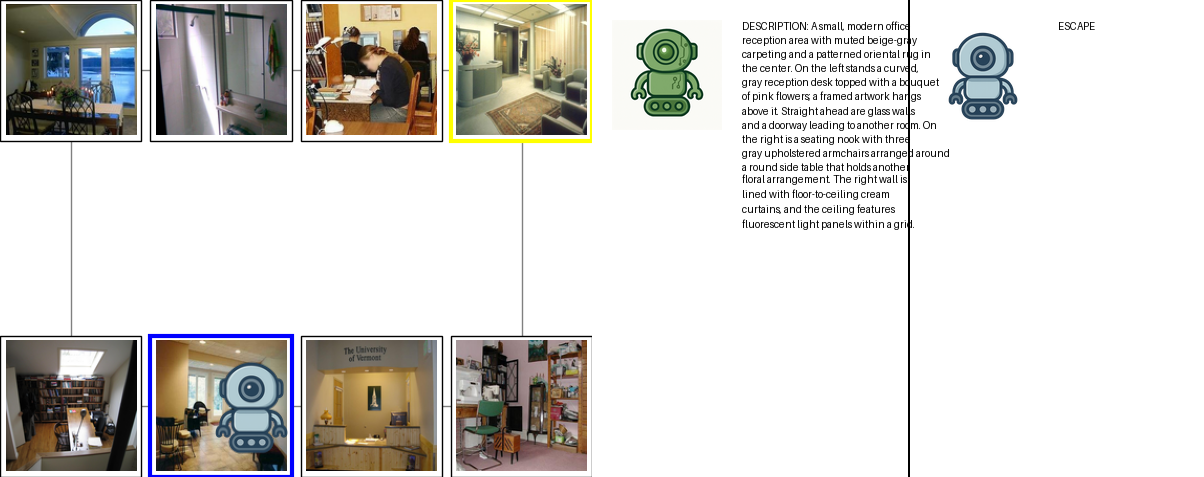 The University
of Vermont
DESCRIPTION: A small, modern office
reception area with muted beige-gray
carpeting and a patterned oriental rug in
the center. On the left stands a curved,
gray reception desk topped with a bouquet
of pink flowers; a framed artwork hangs
above it. Straight ahead are glass walls
and a doorway leading to another room. On
the right is a seating nook with three
gray upholstered armchairs arranged around
a round side table that holds another
floral arrangement. The right wall is
lined with floor-to-ceiling cream
curtains, and the ceiling features
fluorescent light panels within a grid.
ESCAPE